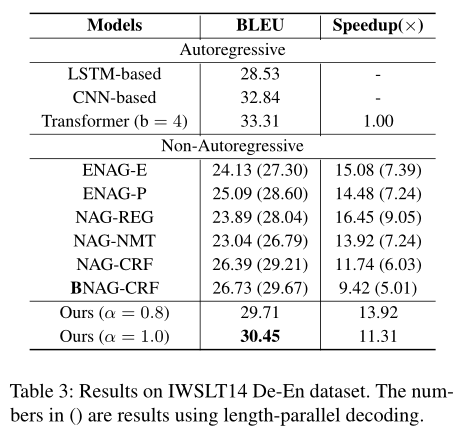 Models BLEU Speedup(×)
Autoregressive
LSTM-based 28.53 -
CNN-based 32.84 -
Transformer (b = 4) 33.31 1.00
Non-Autoregressive
ENAG-E 24.13 (27.30) 15.08 (7.39)
ENAG-P 25.09 (28.60) 14.48 (7.24)
NAG-REG 23.89 (28.04) 16.45 (9.05)
NAG-NMT 23.04 (26.79) 13.92 (7.24)
NAG-CRF 26.39 (29.21) 11.74 (6.03)
BNAG-CRF 26.73 (29.67) 9.42 (5.01)
Ours (α = 0.8) 29.71 13.92
Ours (α = 1.0) 30.45 11.31
Table 3: Results on IWSLT14 De-En dataset. The num-
bers in () are results using length-parallel decoding.